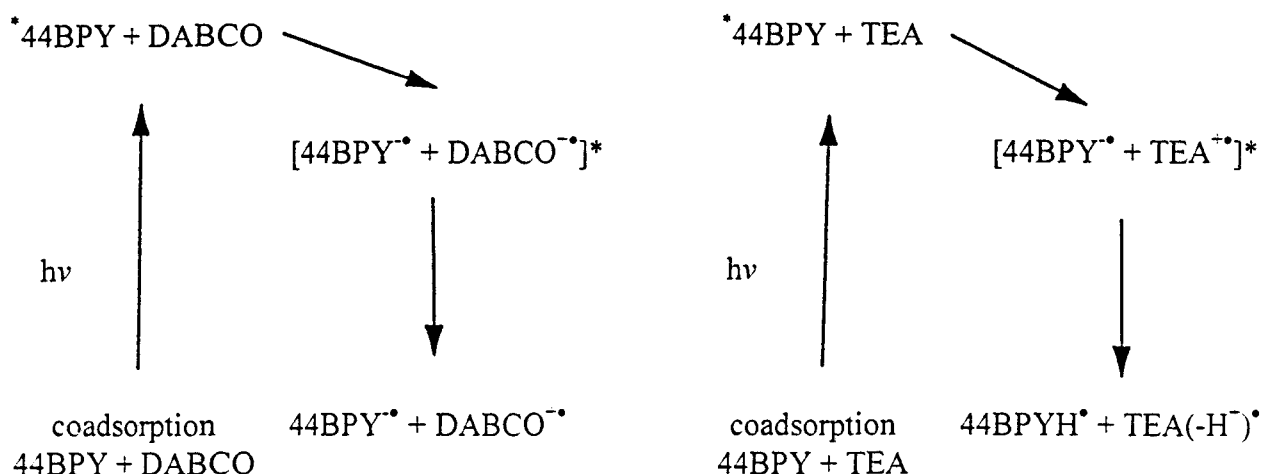 *44BPY + DABCO
[44BPY⁻• + DABCO⁻•]*
hν
coadsorption
44BPY + DABCO
44BPY⁻• + DABCO⁻•
*44BPY + TEA
[44BPY⁻• + TEA⁺•]*
hν
coadsorption
44BPY + TEA
44BPYH• + TEA(-H⁻)•